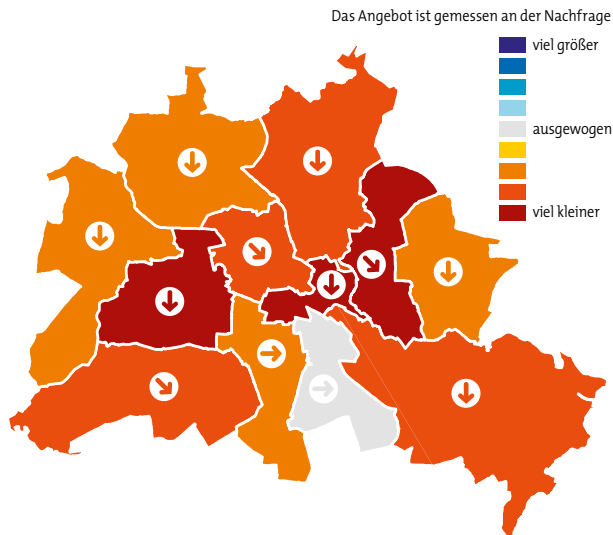 Das Angebot ist gemessen an der Nachfrage
viel größer
ausgewogen
viel kleiner